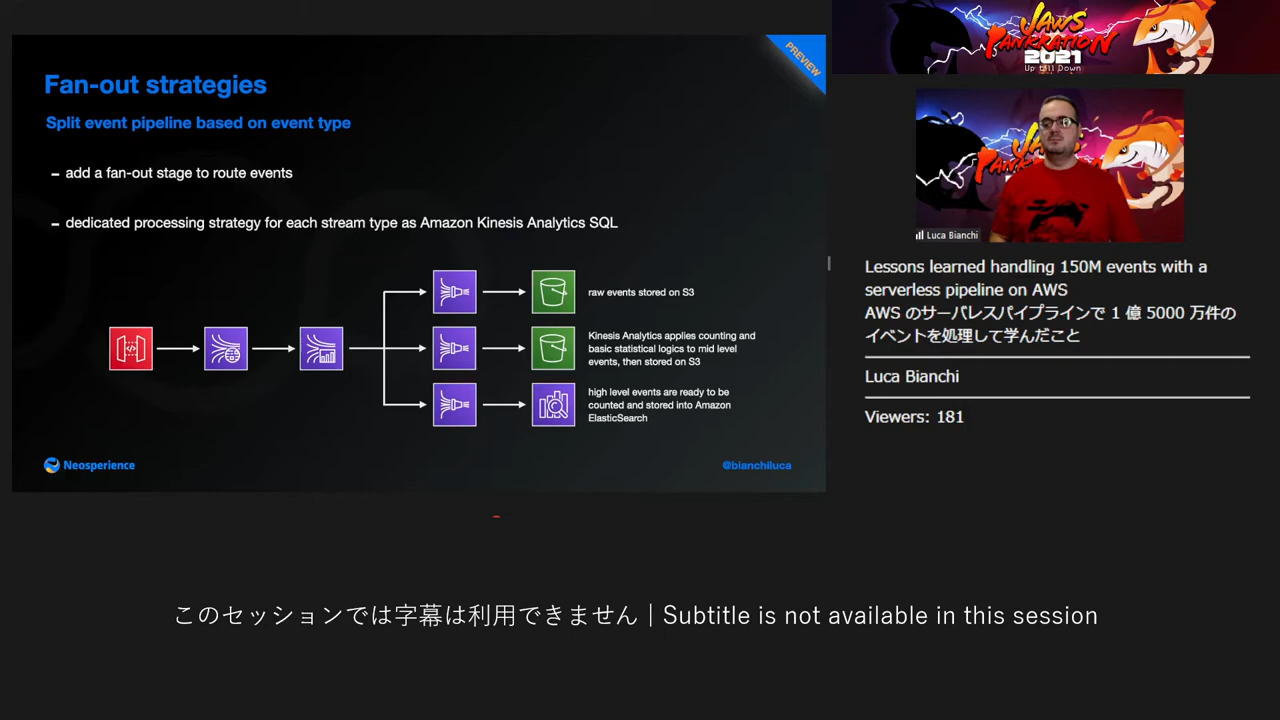 Fan-out strategies
Split event pipeline based on event type
– add a fan-out stage to route events
– dedicated processing strategy for each stream type as Amazon Kinesis Analytics SQL
raw events stored on S3
Kinesis Analytics applies counting and
basic statistical logics to mid level
events, then stored on S3
high level events are ready to be
counted and stored into Amazon
ElasticSearch
Neosperience
@bianchiluca
PREVIEW
JAWS
PANKRATION
2021
Up till Down
JAWS
Luca Bianchi
Lessons learned handling 150M events with a
serverless pipeline on AWS
AWS のサーバレスパイプラインで 1 億 5000 万件の
イベントを処理して学んだこと
Luca Bianchi
Viewers: 181
このセッションでは字幕は利用できません | Subtitle is not available in this session